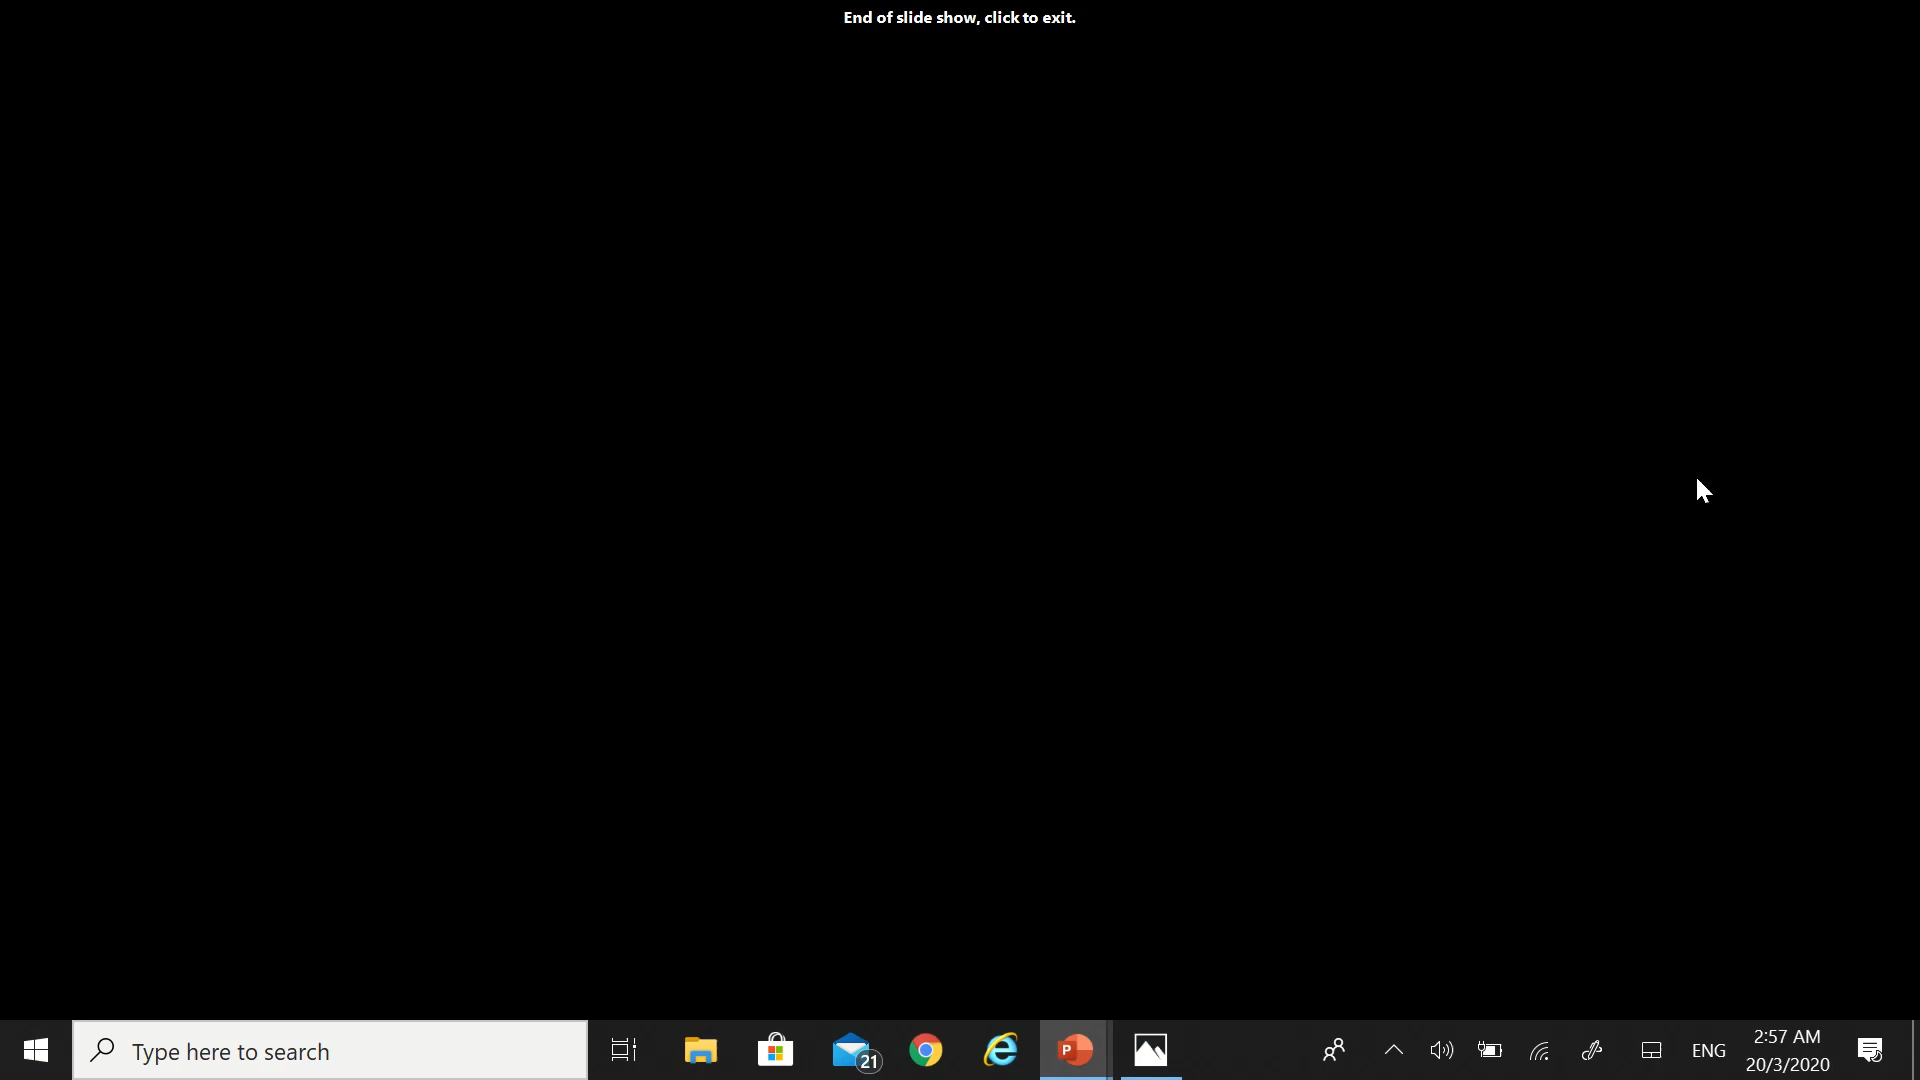 End of slide show, click to exit.
Type here to search
21
P
ENG
2:57 AM
20/3/2020